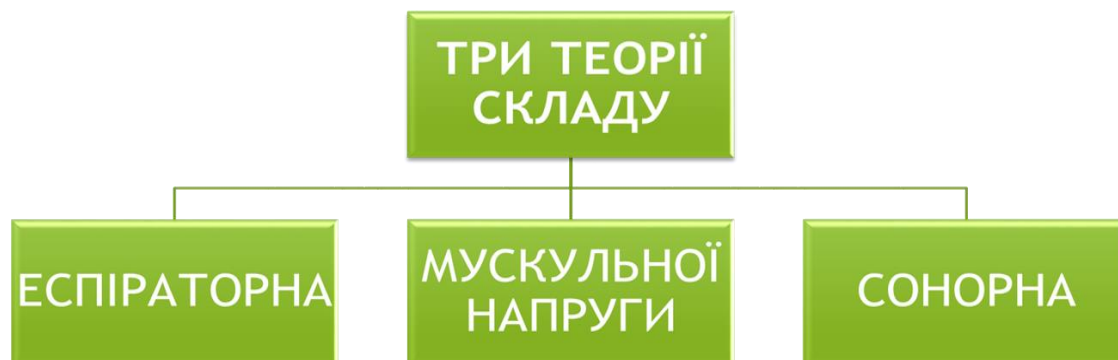 ТРИ ТЕОРІЇ
СКЛАДУ
ЕСПІРАТОРНА
МУСКУЛЬНОЇ
НАПРУГИ
СОНОРНА